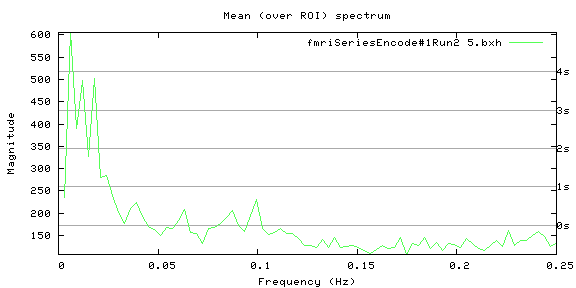 Mean (over ROI) spectrum
fmriSeriesEncode#1Run2 5.bxh
600
550
500
450
400
350
300
250
200
150
4s
3s
2s
1s
0s
Magnitude
0 0.05 0.1 0.15 0.2 0.25
Frequency (Hz)